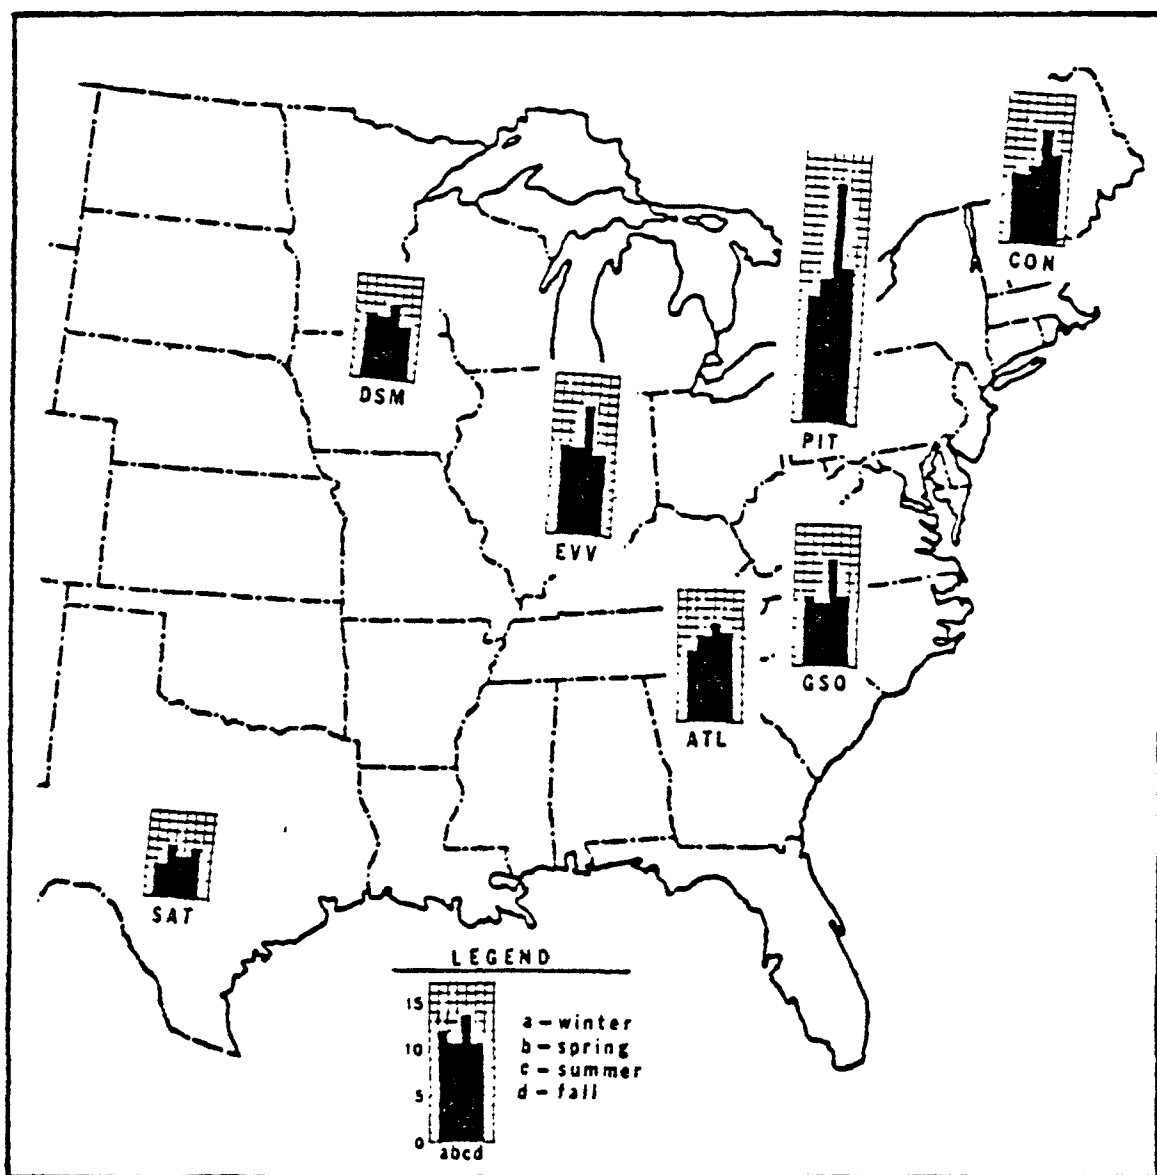 CON
DSM
PIT
EVV
GSO
ATL
SAT
LEGEND
15
10
5
0
a – winter
b – spring
c – summer
d – fall
abcd